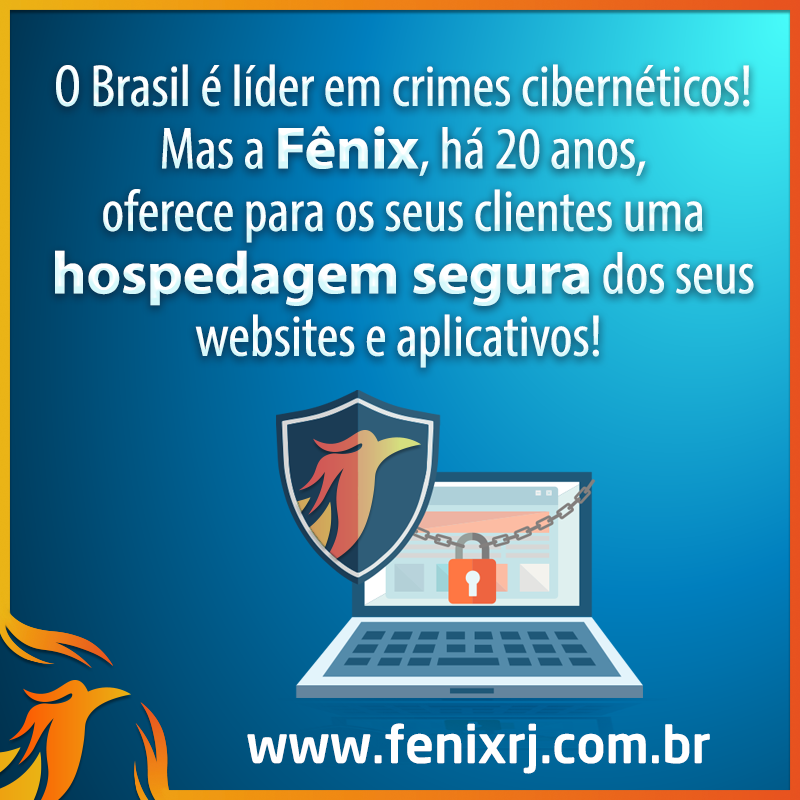 O Brasil é líder em crimes cibernéticos!
Mas a Fênix, há 20 anos,
oferece para os seus clientes uma
hospedagem segura dos seus
websites e aplicativos!
www.fenixrj.com.br